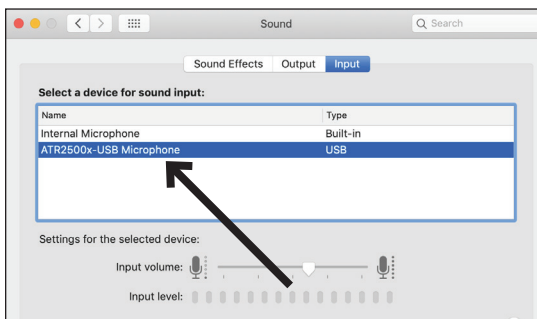 Sound
Search
Sound Effects Output Input
Select a device for sound input:
Name Type
Internal Microphone Built-in
ATR2500x-USB Microphone USB
Settings for the selected device:
Input volume:
Input level: